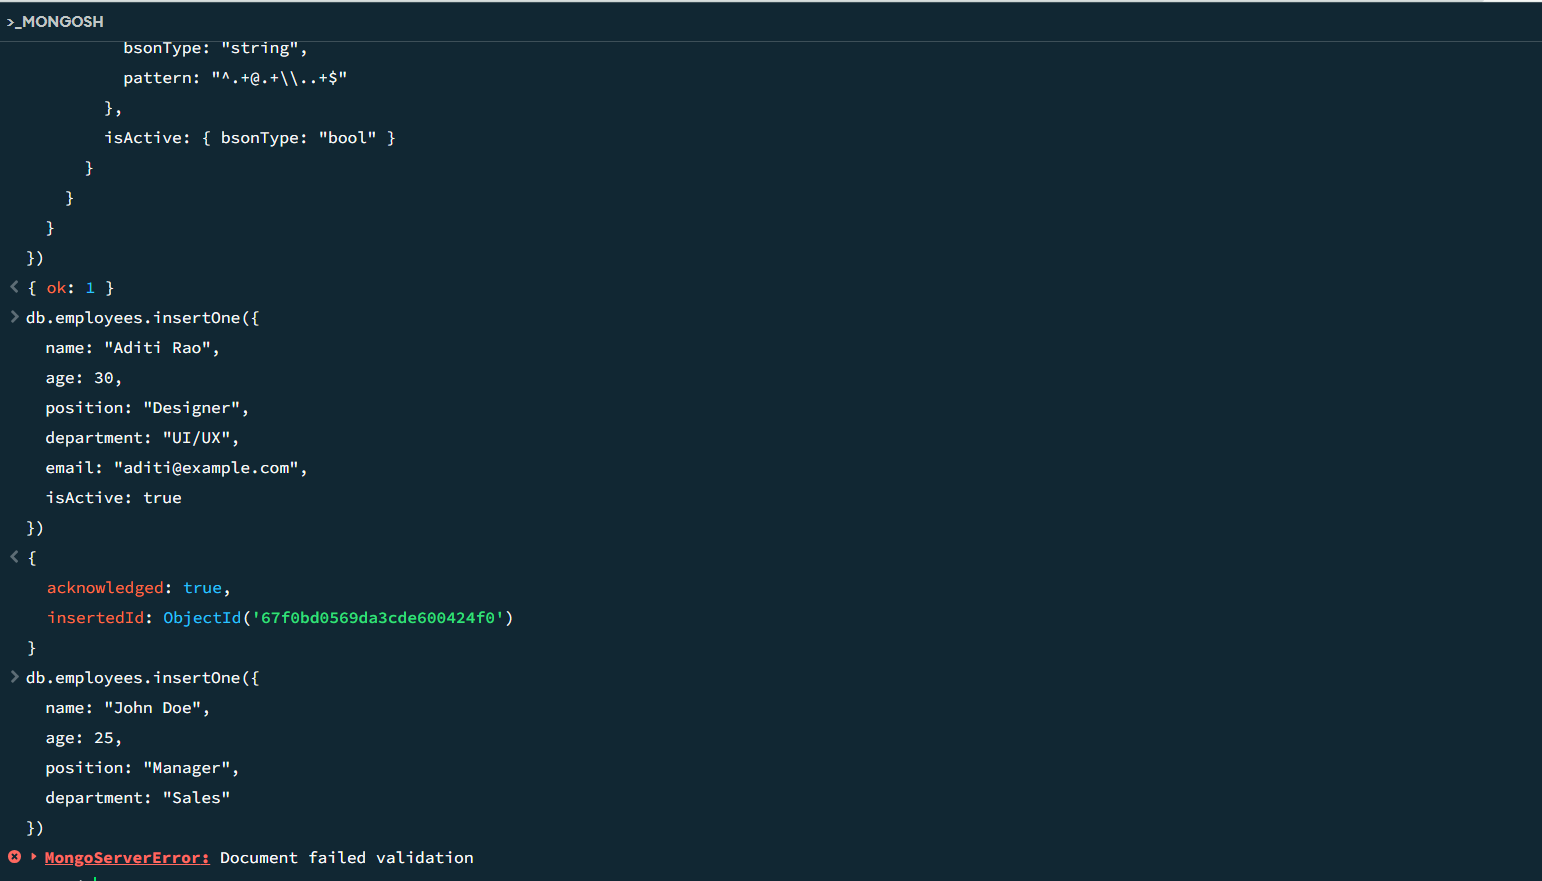 >_MONGOSH
bsonType: "string",
pattern: "^.+@.+\\..+$"
},
isActive: { bsonType: "bool" }
}
}
}
})
{ ok: 1 }
db.employees.insertOne({
name: "Aditi Rao",
age: 30,
position: "Designer",
department: "UI/UX",
email: "aditi@example.com",
isActive: true
})
{
acknowledged: true,
insertedId: ObjectId('67f0bd0569da3cde600424f0')
}
db.employees.insertOne({
name: "John Doe",
age: 25,
position: "Manager",
department: "Sales"
})
MongoServerError: Document failed validation